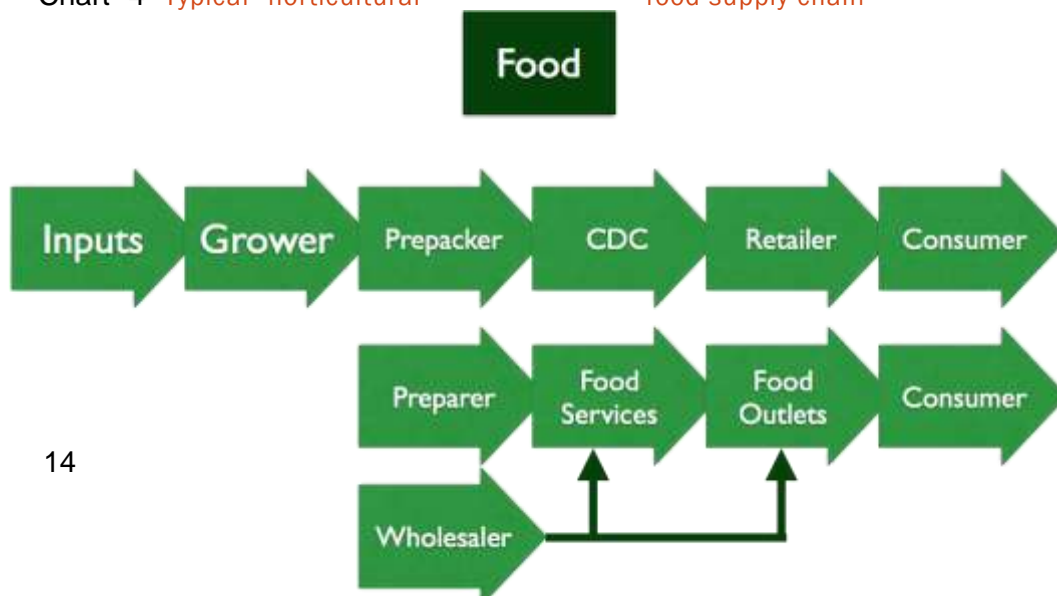 Chart 4 Typical horticultural food supply chain
Food
Inputs Grower Prepacker CDC Retailer Consumer
Preparer Food Services Food Outlets Consumer
14
Wholesaler